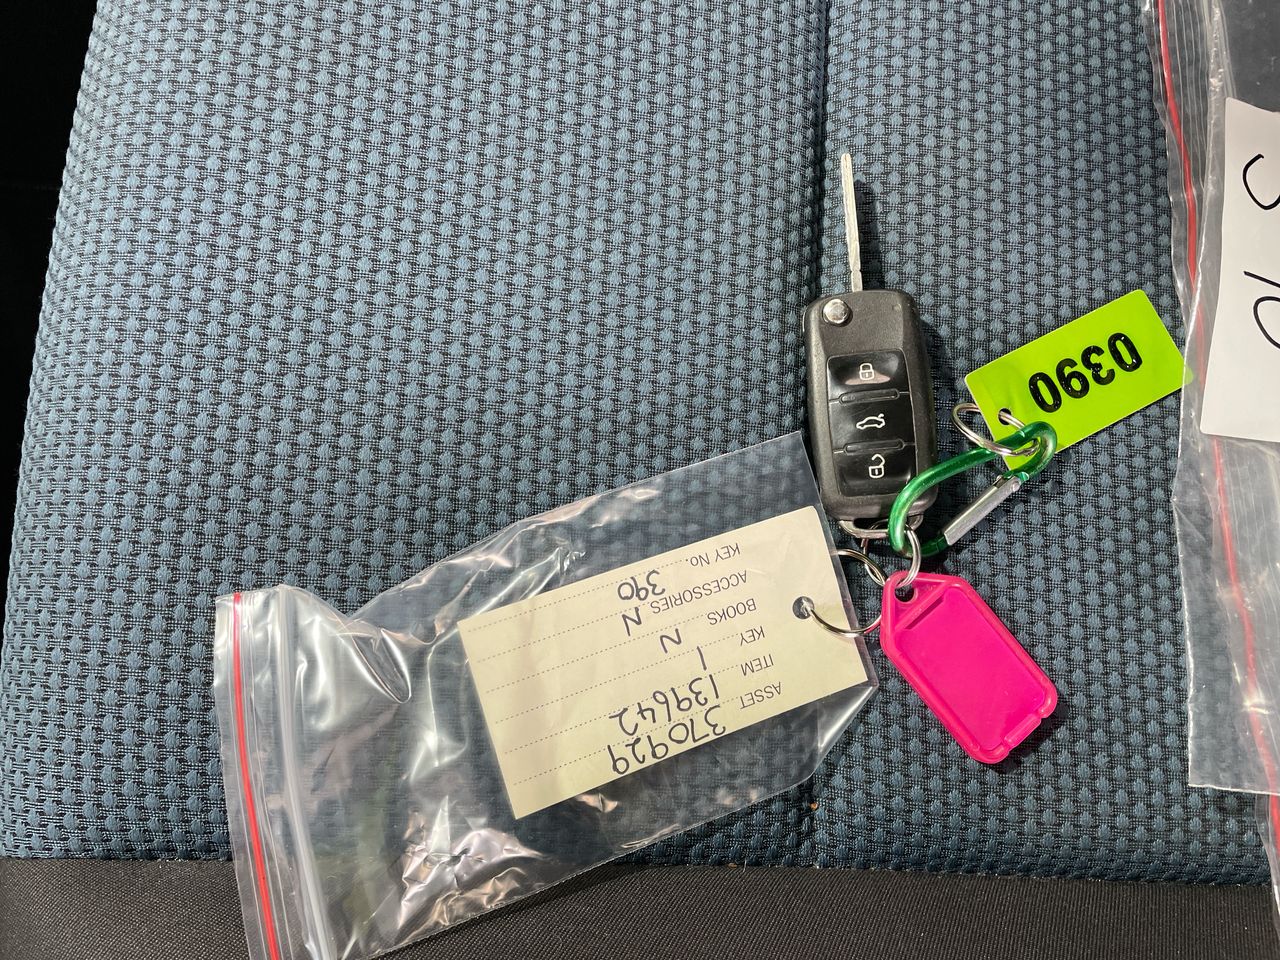 0390
ASSET 370929
ITEM 139642
KEY 1
BOOKS N
ACCESSORIES N
KEY No. 390